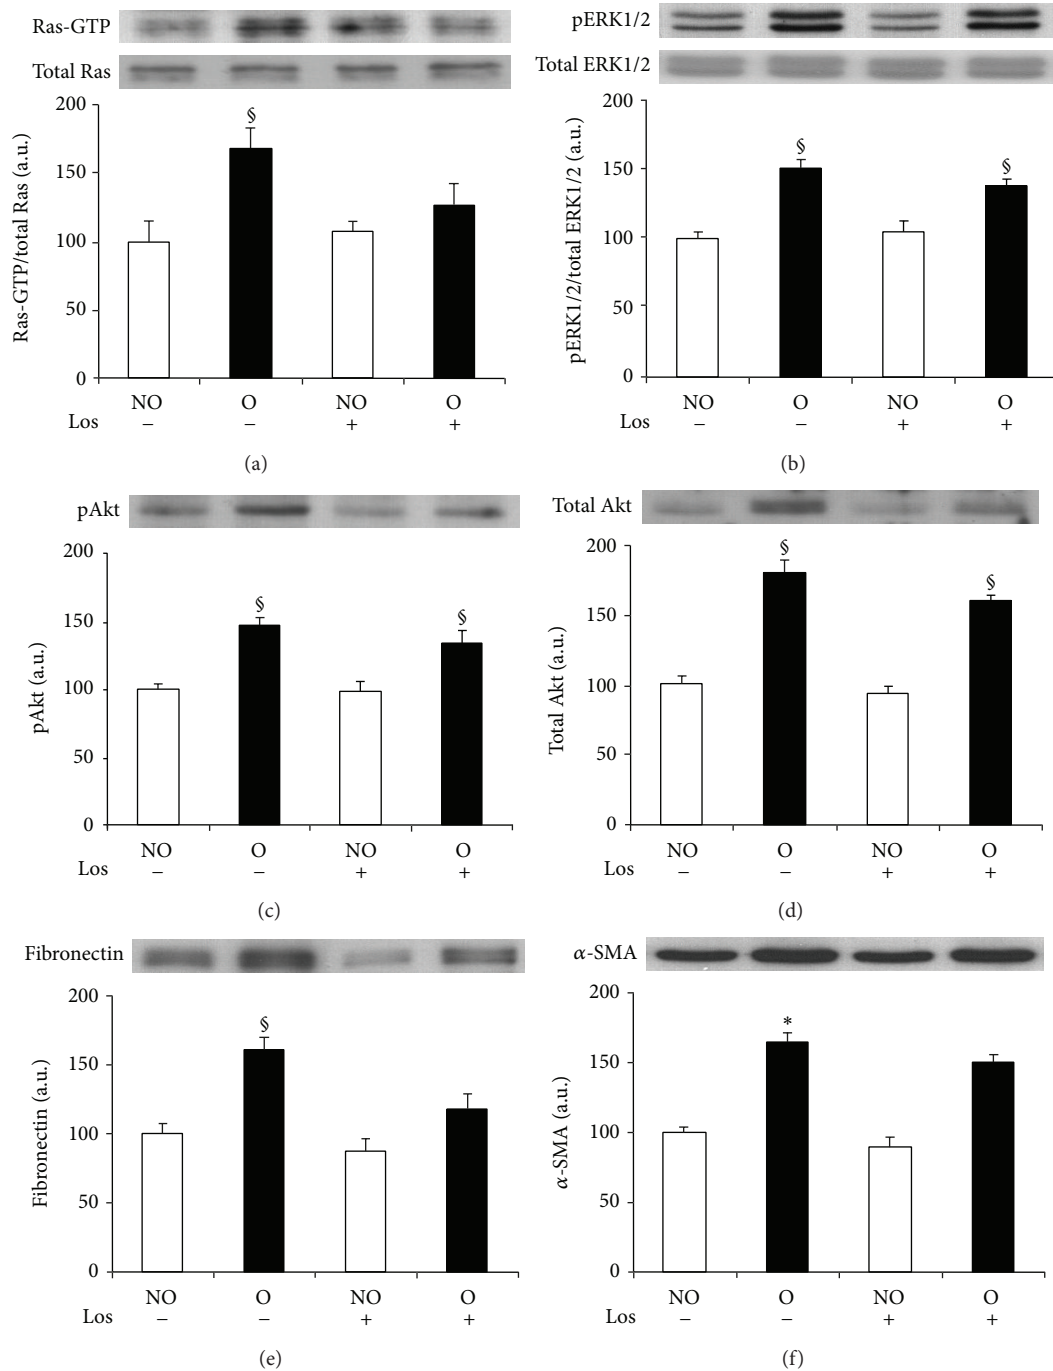 Ras-GTP
Total Ras
Ras-GTP/total Ras (a.u.)
200
150
100
50
0
§
NO O NO O
Los − − + +
(a)
pERK1/2
Total ERK1/2
pERK1/2/total ERK1/2 (a.u.)
200
150
100
50
0
§ §
NO O NO O
Los − − + +
(b)
pAkt
pAkt (a.u.)
200
150
100
50
0
§ §
NO O NO O
Los − − + +
(c)
Total Akt
Total Akt (a.u.)
200
150
100
50
0
§ §
NO O NO O
Los − − + +
(d)
Fibronectin
Fibronectin (a.u.)
200
150
100
50
0
§
NO O NO O
Los − − + +
(e)
α-SMA
α-SMA (a.u.)
200
150
100
50
0
*
NO O NO O
Los − − + +
(f)